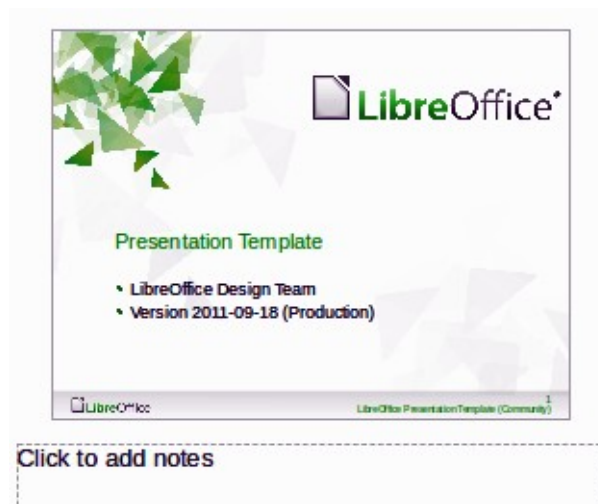 LibreOffice
Presentation Template
LibreOffice Design Team
Version 2011-09-18 (Production)
LibreOffice
1
LibreOffice Presentation Template (Community)
Click to add notes